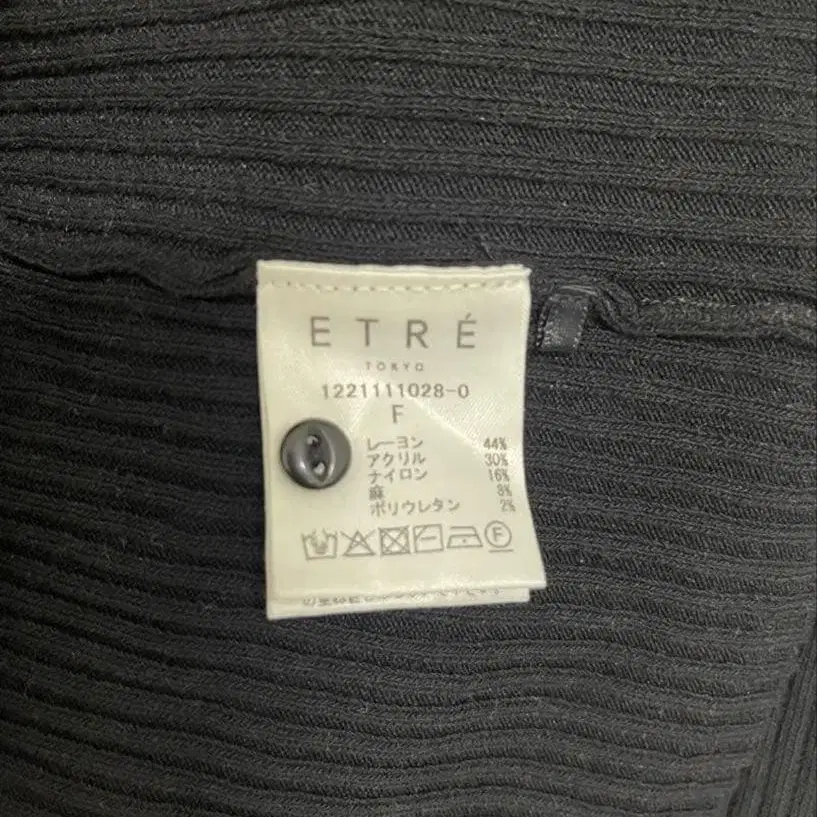 ETRÉ
TOKYO
1221111028-0
F
レーヨン 44%
アクリル 30%
ナイロン 16%
麻 8%
ポリウレタン 2%
F